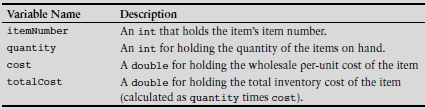 Variable Name Description
itemNumber An int that holds the item's item number.
quantity An int for holding the quantity of the items on hand.
cost A double for holding the wholesale per-unit cost of the item
totalCost A double for holding the total inventory cost of the item
(calculated as quantity times cost).